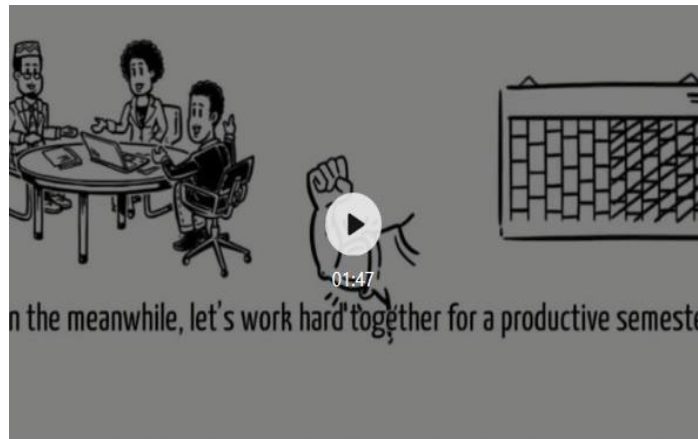 01:47
n the meanwhile, let's work hard together for a productive semeste